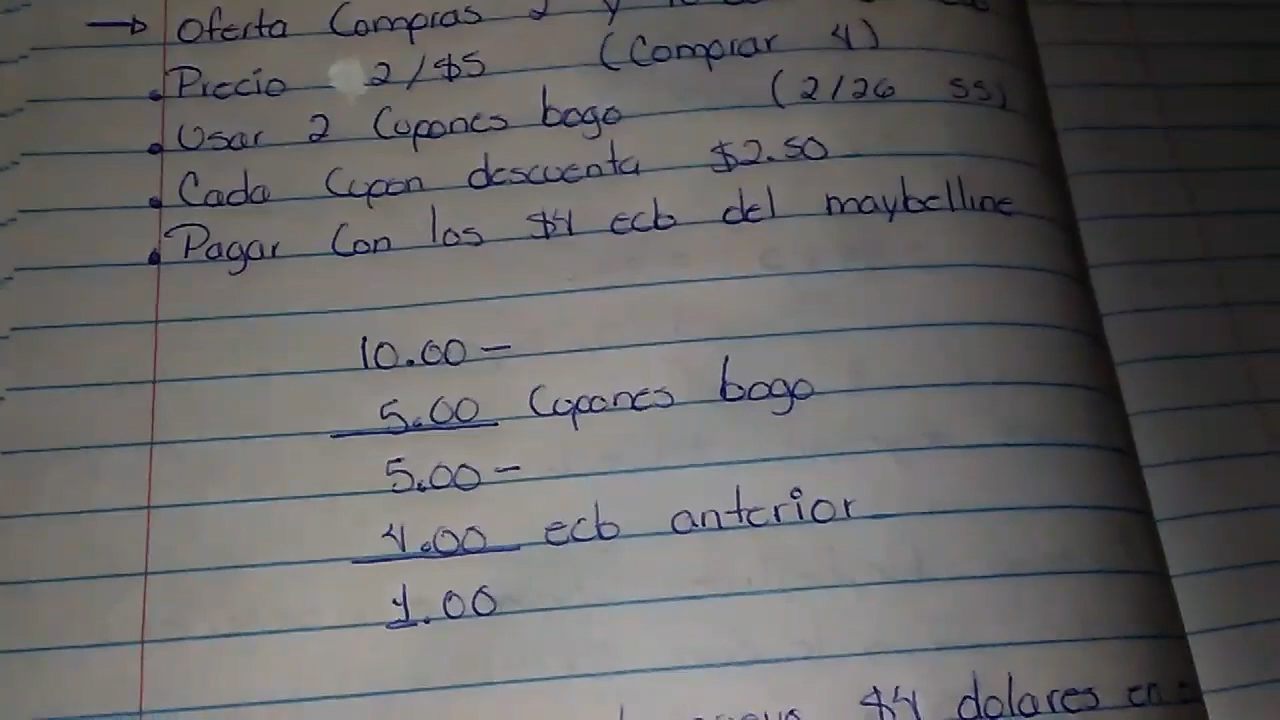 → Oferta Compras 2 y
• Precio 2/$5 (Comprar 4)
• Usar 2 Cupones bogo (2/26 SS)
• Cada Cupon descuenta $2.50
• Pagar Con los $4 ecb del maybelline
10.00 -
5.00 Cupones bogo
5.00 -
4.00 ecb anterior
1.00
$4 dolares en